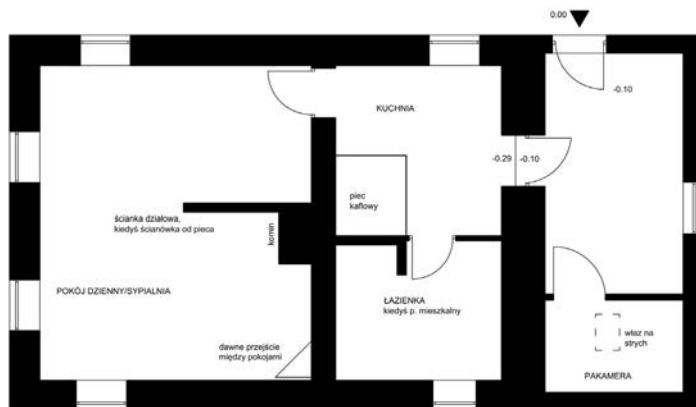 0.00
-0.10
KUCHNIA
-0.29
-0.10
piec
kaflowy
ścianka działowa,
kiedyś ścianówka od pieca
komin
POKÓJ DZIENNY/SYPIALNIA
ŁAZIENKA
kiedyś p. mieszkalny
dawne przejście
między pokojami
właz na
strych
PAKAMERA